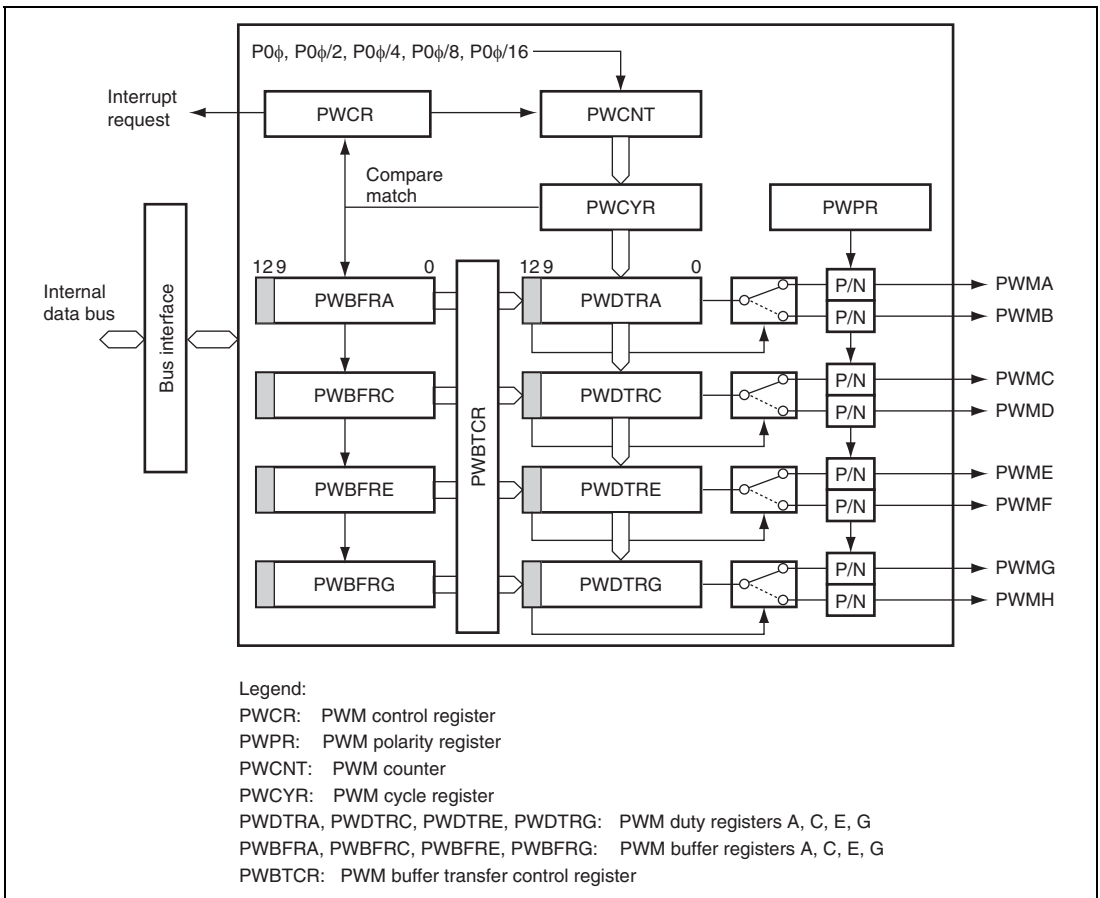 P0ϕ, P0ϕ/2, P0ϕ/4, P0ϕ/8, P0ϕ/16
Interrupt
request
PWCR
PWCNT
Compare
match
PWCYR
PWPR
Internal
data bus
Bus interface
12 9 0
PWBFRA
PWBTCR
12 9 0
PWDTRA
P/N
PWMA
P/N
PWMB
PWBFRC
PWDTRC
P/N
PWMC
P/N
PWMD
PWBFRE
PWDTRE
P/N
PWME
P/N
PWMF
PWBFRG
PWDTRG
P/N
PWMG
P/N
PWMH
Legend:
PWCR: PWM control register
PWPR: PWM polarity register
PWCNT: PWM counter
PWCYR: PWM cycle register
PWDTRA, PWDTRC, PWDTRE, PWDTRG: PWM duty registers A, C, E, G
PWBFRA, PWBFRC, PWBFRE, PWBFRG: PWM buffer registers A, C, E, G
PWBTCR: PWM buffer transfer control register